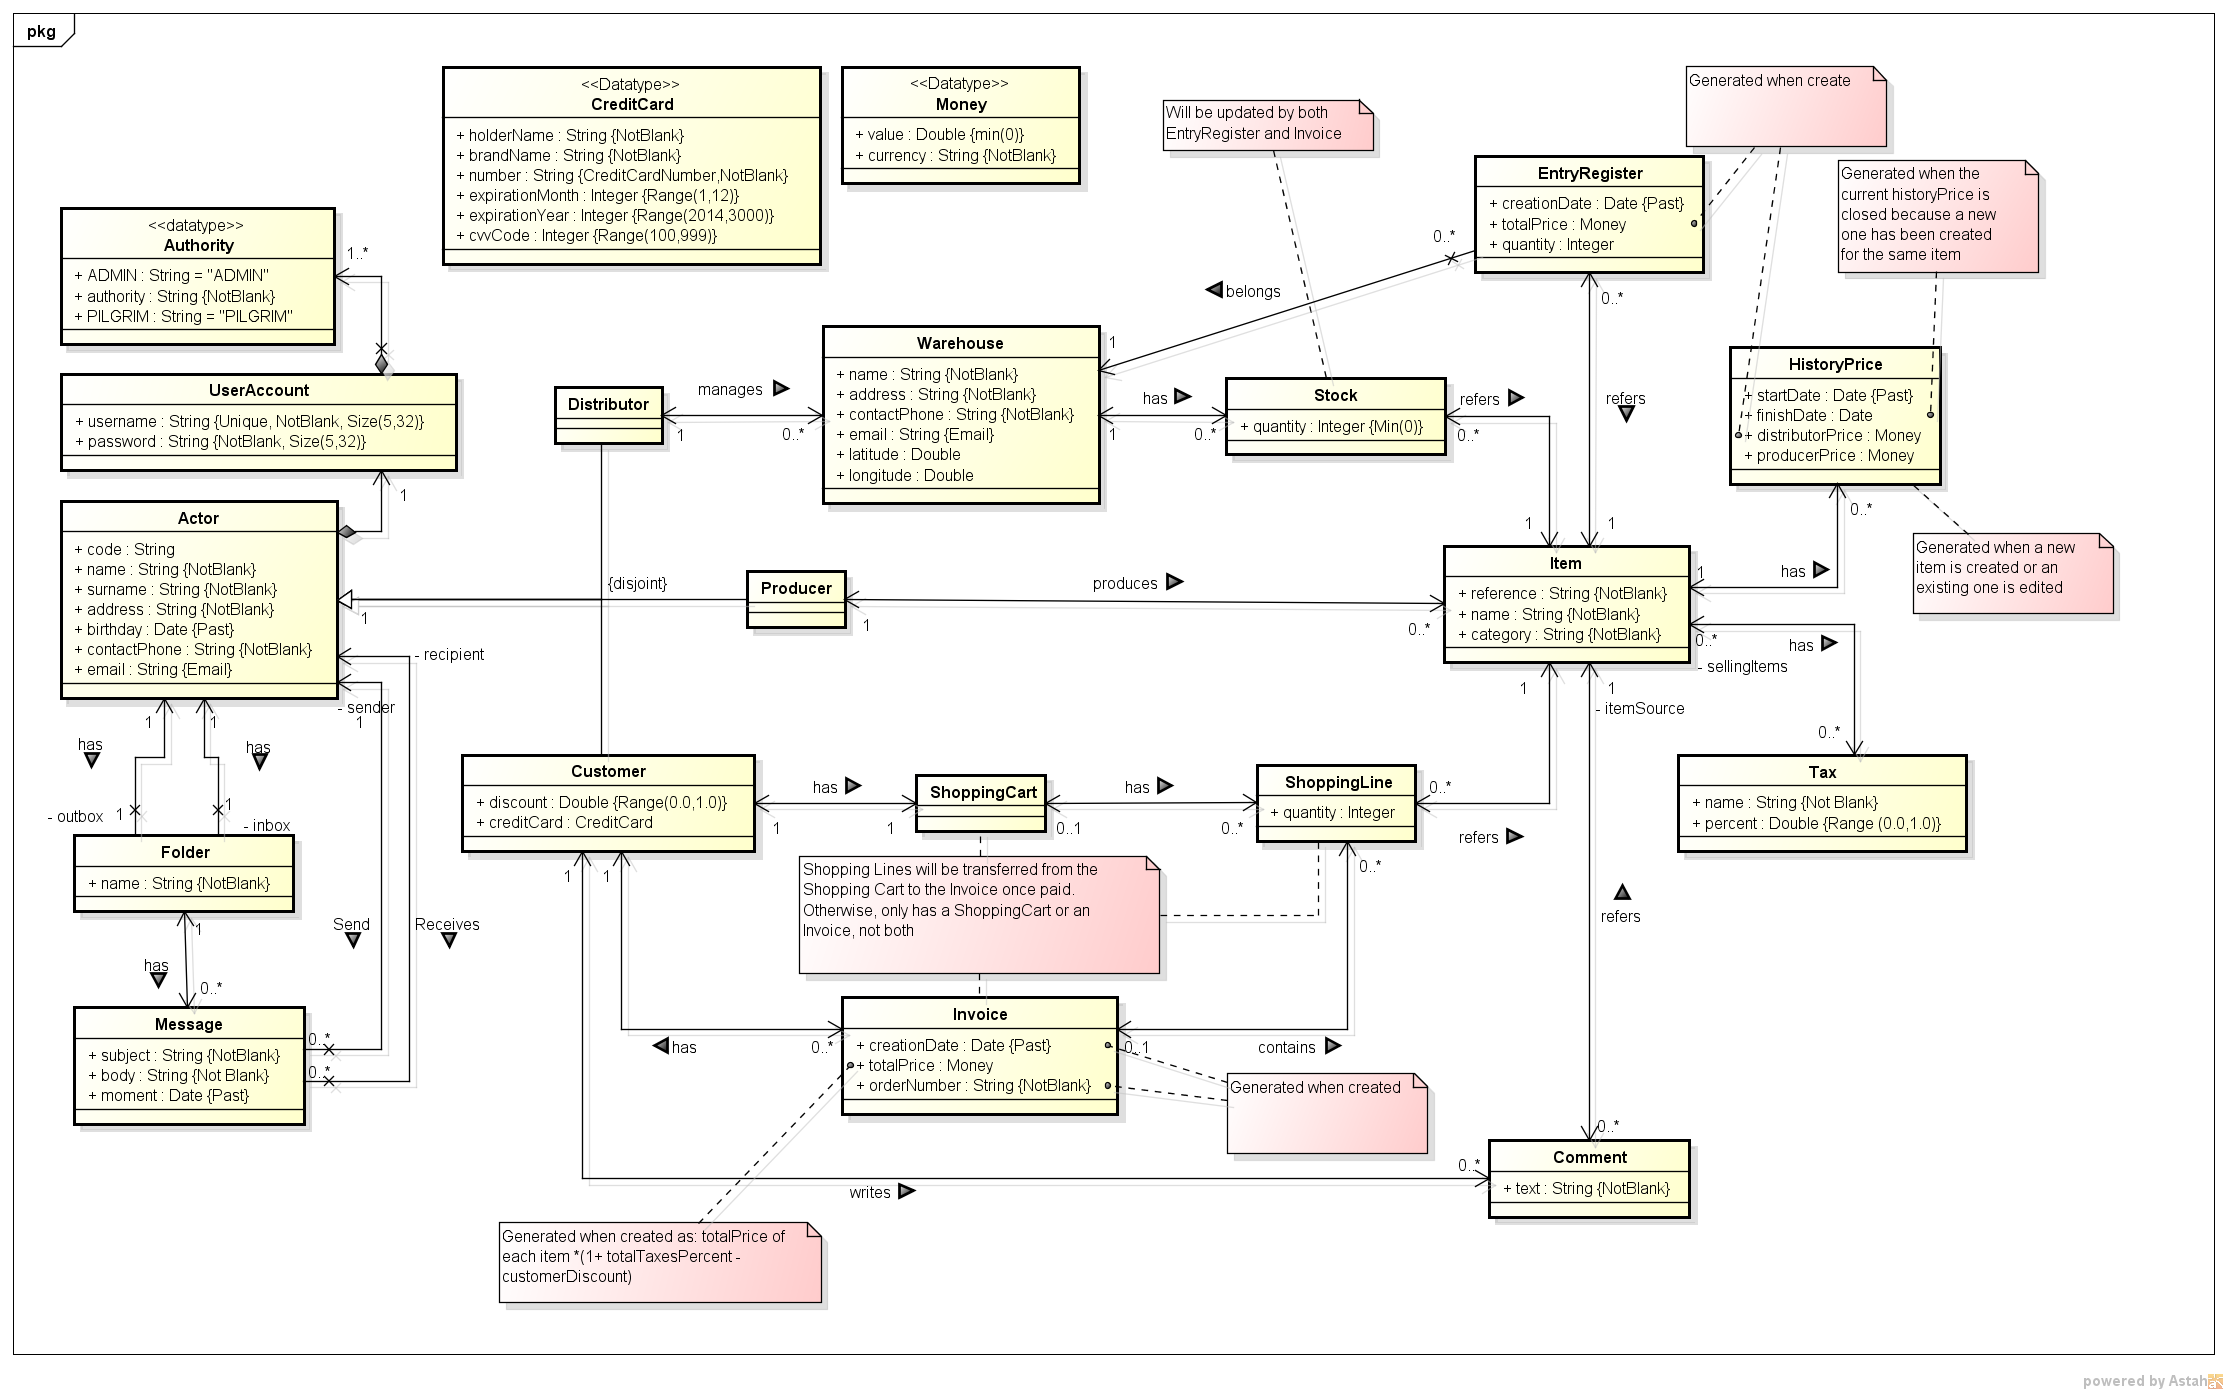 pkg
<<Datatype>>
CreditCard
+ holderName : String {NotBlank}
+ brandName : String {NotBlank}
+ number : String {CreditCardNumber,NotBlank}
+ expirationMonth : Integer {Range(1,12)}
+ expirationYear : Integer {Range(2014,3000)}
+ cvvCode : Integer {Range(100,999)}
<<Datatype>>
Money
+ value : Double {min(0)}
+ currency : String {NotBlank}
Will be updated by both
EntryRegister and Invoice
Generated when create
EntryRegister
+ creationDate : Date {Past}
+ totalPrice : Money
+ quantity : Integer
Generated when the
current historyPrice is
closed because a new
one has been created
for the same item
<<datatype>>
Authority
+ ADMIN : String = "ADMIN"
+ authority : String {NotBlank}
+ PILGRIM : String = "PILGRIM"
1..*
0..*
belongs
1
0..*
refers
1
UserAccount
+ username : String {Unique, NotBlank, Size(5,32)}
+ password : String {NotBlank, Size(5,32)}
1
Distributor
manages
1
0..*
Warehouse
+ name : String {NotBlank}
+ address : String {NotBlank}
+ contactPhone : String {NotBlank}
+ email : String {Email}
+ latitude : Double
+ longitude : Double
has
1
0..*
Stock
+ quantity : Integer {Min(0)}
refers
0..*
1
HistoryPrice
+ startDate : Date {Past}
+ finishDate : Date
+ distributorPrice : Money
+ producerPrice : Money
0..*
has
1
Generated when a new
item is created or an
existing one is edited
Actor
+ code : String
+ name : String {NotBlank}
+ surname : String {NotBlank}
+ address : String {NotBlank}
+ birthday : Date {Past}
+ contactPhone : String {NotBlank}
+ email : String {Email}
{disjoint}
1
Producer
produces
1
0..*
Item
+ reference : String {NotBlank}
+ name : String {NotBlank}
+ category : String {NotBlank}
0..*
has
- sellingItems
0..*
- recipient
- sender
1
1
1
has
has
1
1
- outbox
- inbox
1
1
- itemSource
Tax
+ name : String {Not Blank}
+ percent : Double {Range (0.0,1.0)}
Customer
+ discount : Double {Range(0.0,1.0)}
+ creditCard : CreditCard
has
1
1
ShoppingCart
has
0..1
0..*
ShoppingLine
+ quantity : Integer
0..*
refers
Folder
+ name : String {NotBlank}
1
has
0..*
Send
Receives
1
1
Shopping Lines will be transferred from the
Shopping Cart to the Invoice once paid.
Otherwise, only has a ShoppingCart or an
Invoice, not both
0..*
refers
Message
+ subject : String {NotBlank}
+ body : String {Not Blank}
+ moment : Date {Past}
0..*
0..*
has
0..*
Invoice
+ creationDate : Date {Past}
+ totalPrice : Money
+ orderNumber : String {NotBlank}
0..1
contains
Generated when created
0..*
Comment
+ text : String {NotBlank}
0..*
writes
Generated when created as: totalPrice of
each item *(1+ totalTaxesPercent -
customerDiscount)
powered by Astah